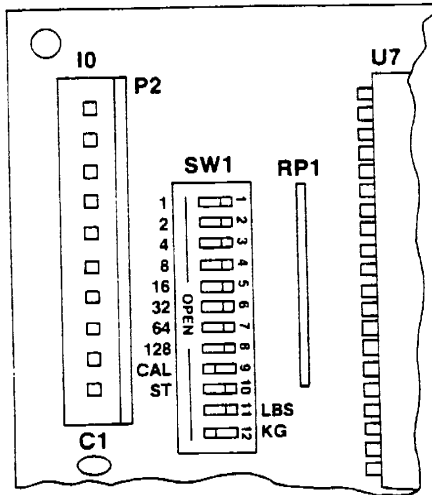 I0
P2
U7
SW1
RP1
1 1
2 2
4 3
8 4
16 5
32 6
64 7
128 8
CAL 9
ST 10
11 LBS
12 KG
OPEN
C1